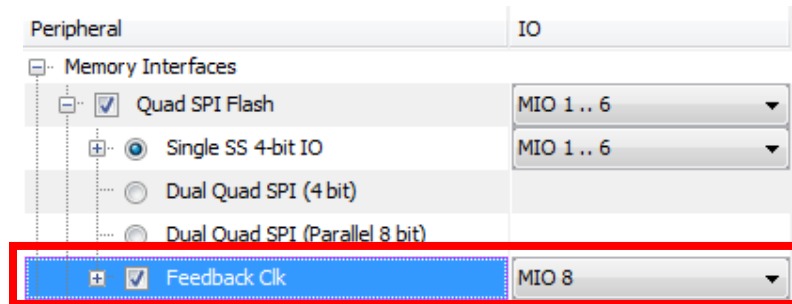 Peripheral IO
Memory Interfaces
Quad SPI Flash MIO 1 .. 6
Single SS 4-bit IO MIO 1 .. 6
Dual Quad SPI (4 bit)
Dual Quad SPI (Parallel 8 bit)
Feedback Clk MIO 8